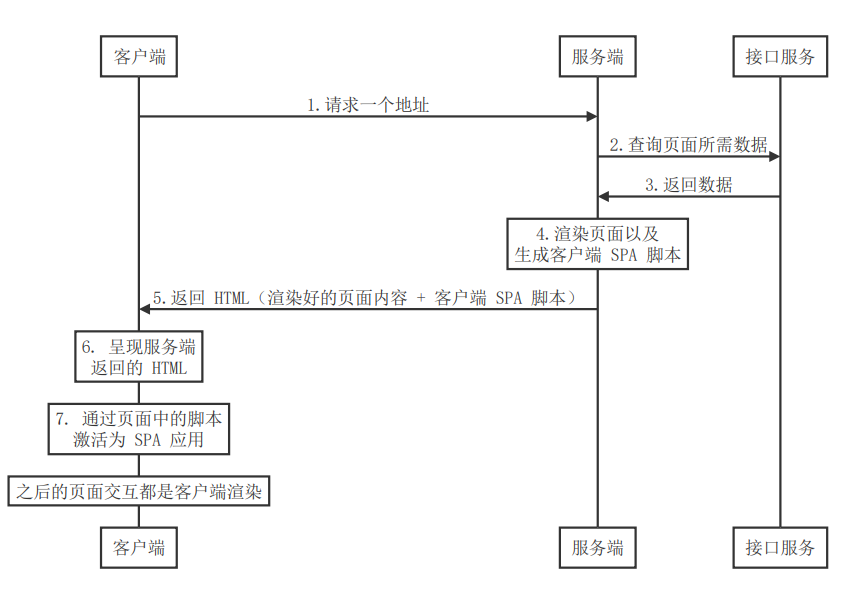 客户端
服务端
接口服务
1.请求一个地址
2.查询页面所需数据
3.返回数据
4.渲染页面以及
生成客户端 SPA 脚本
5.返回 HTML（渲染好的页面内容 + 客户端 SPA 脚本）
6. 呈现服务端
返回的 HTML
7. 通过页面中的脚本
激活为 SPA 应用
之后的页面交互都是客户端渲染
客户端
服务端
接口服务